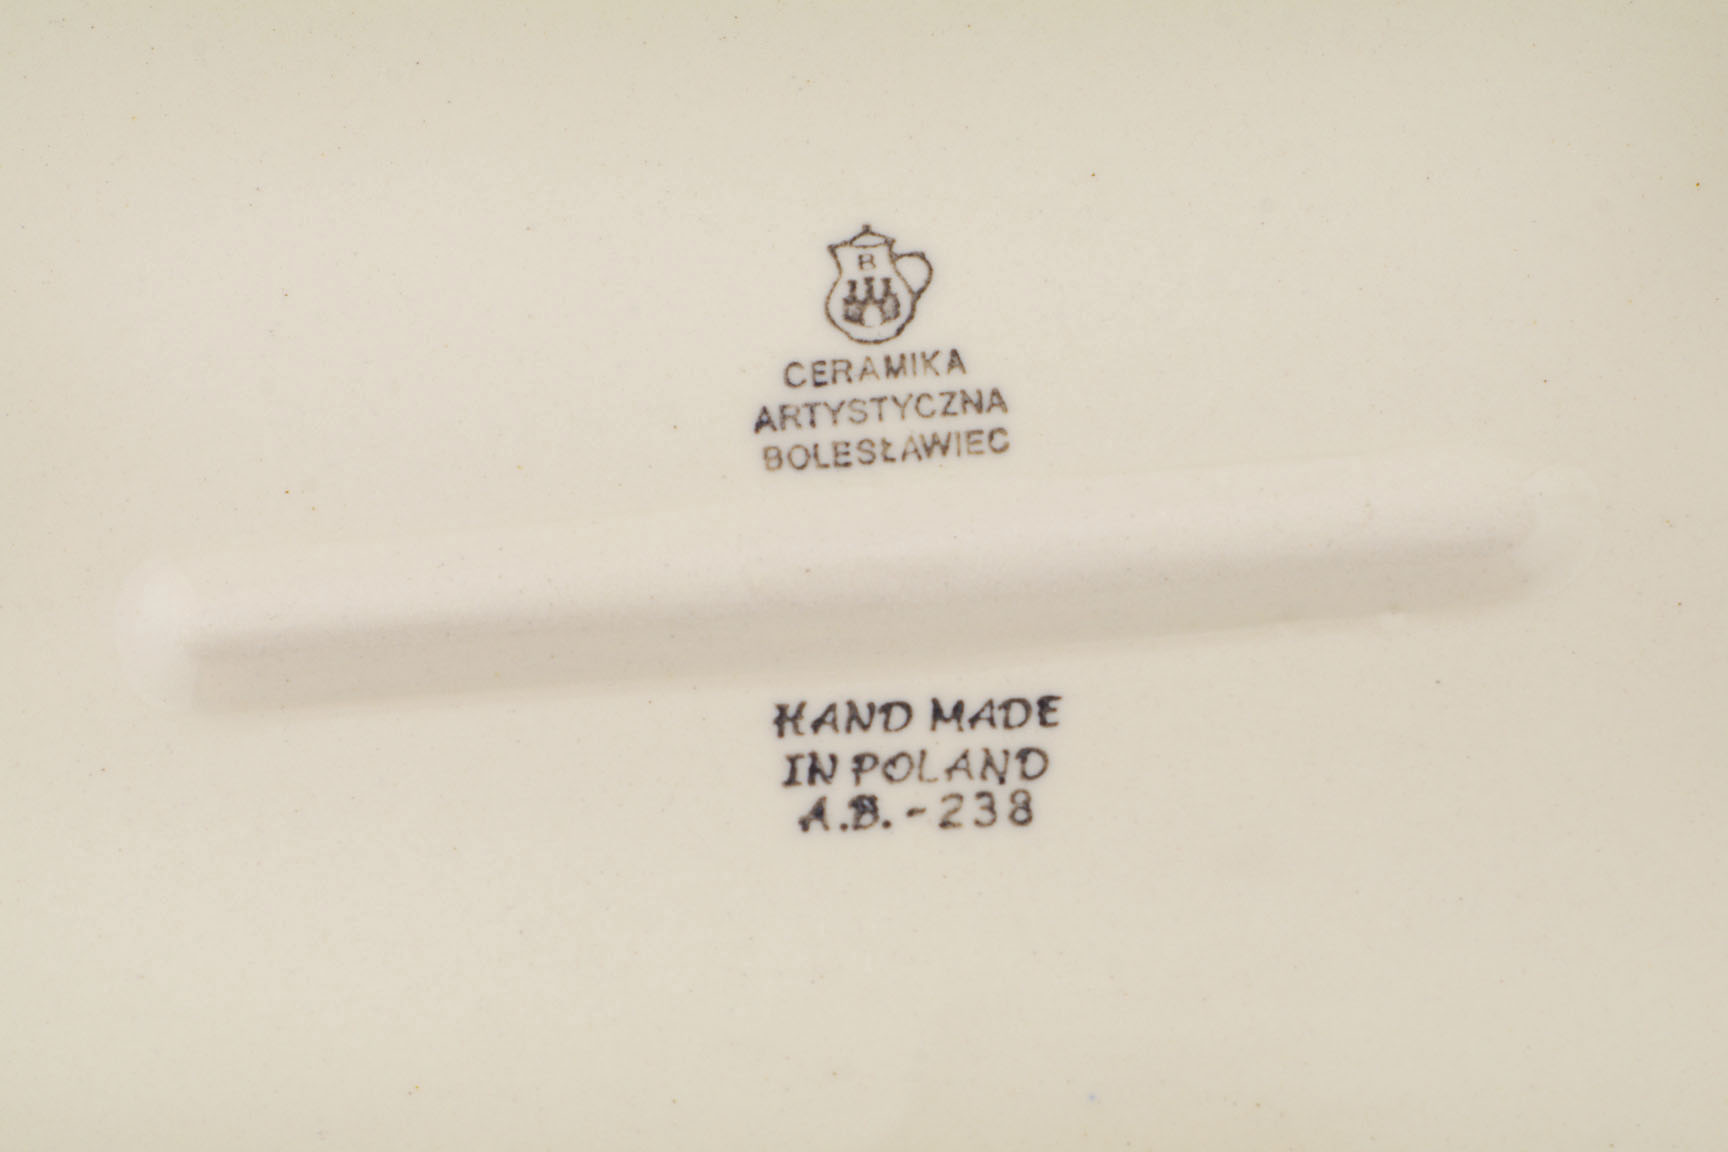 B
CERAMIKA
ARTYSTYCZNA
BOLESŁAWIEC
HAND MADE
IN POLAND
A.B.-238